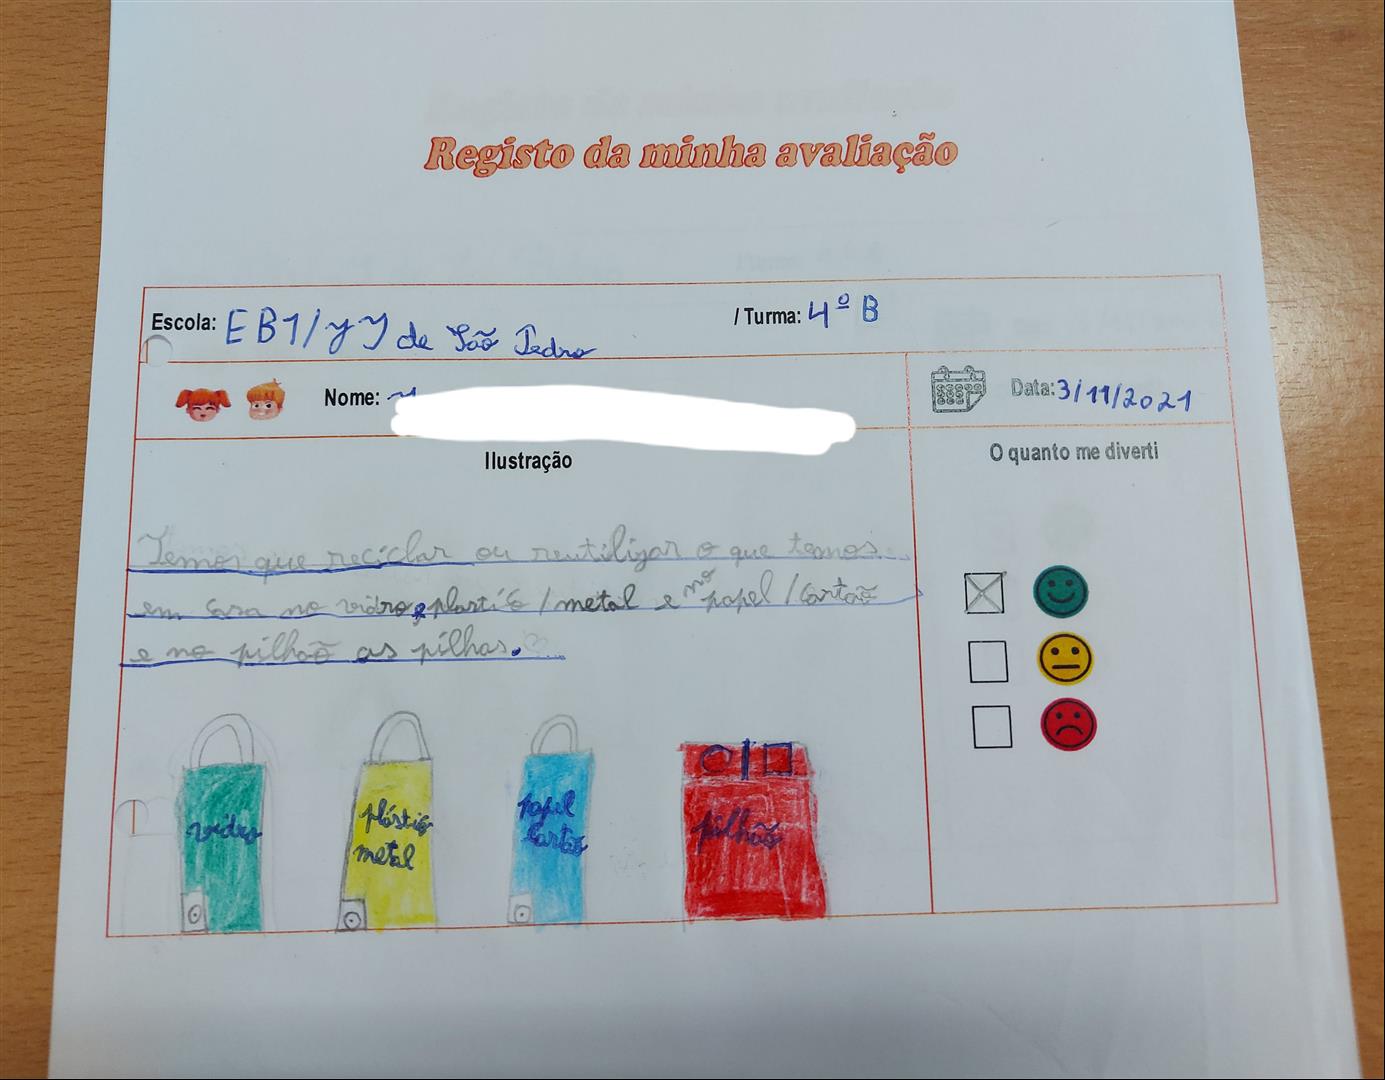 Registo da minha avaliação
Escola: EB1/JI de São Pedro / Turma: 4º B
Nome:
Data: 3/11/2021
Ilustração
O quanto me diverti
Temos que reciclar ou reutilizar o que temos
em casa no vidro, plastico/metal e no papel/cartão
e no pilhão as pilhas.
vidro
plástico
metal
papel
cartão
pilhão